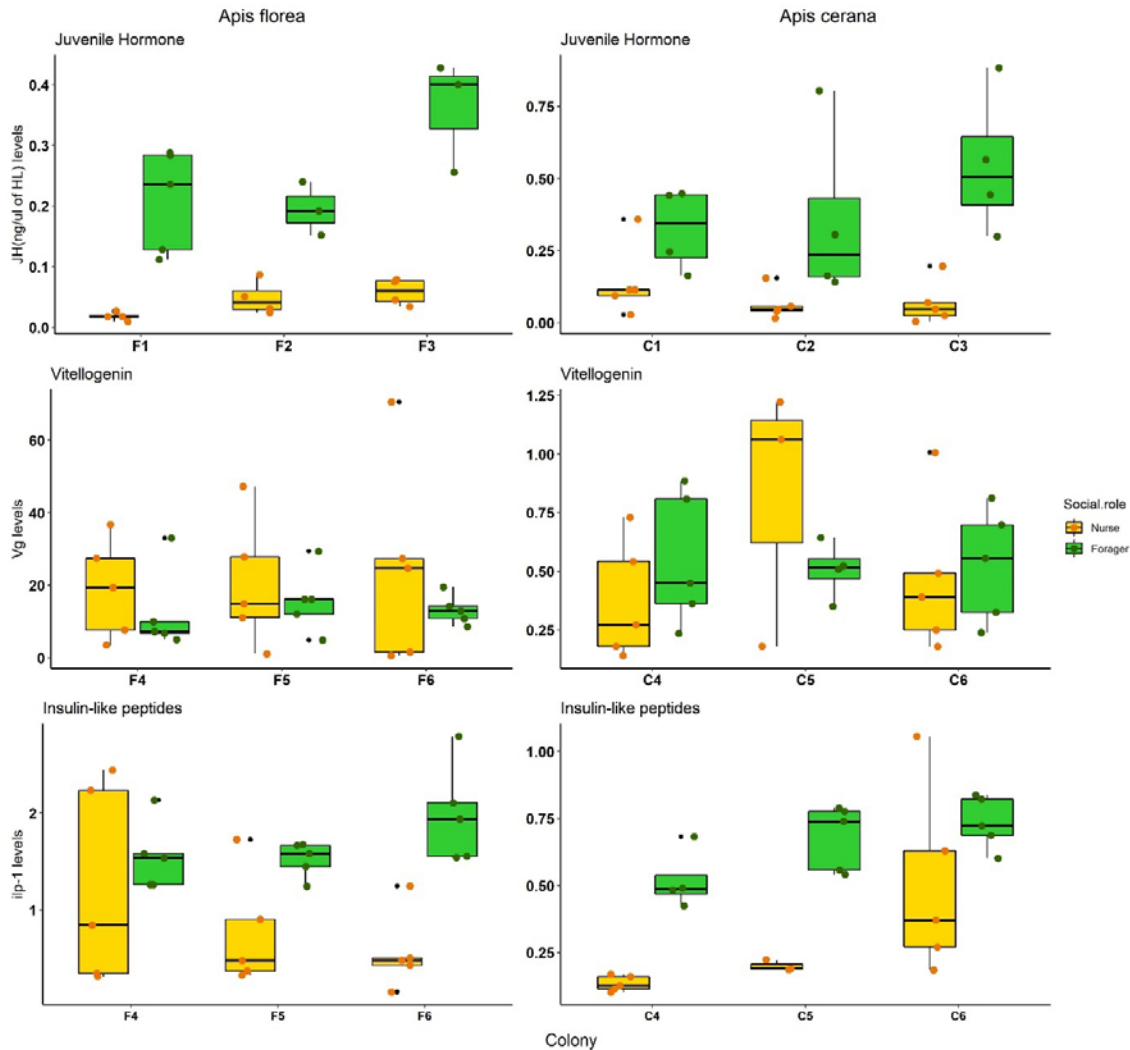 Apis florea
Apis cerana
Juvenile Hormone
Juvenile Hormone
JH(ng/ul of HL) levels
0.4
0.3
0.2
0.1
0.0
F1 F2 F3
0.75
0.50
0.25
0.00
C1 C2 C3
Vitellogenin
Vitellogenin
Vg levels
60
40
20
0
F4 F5 F6
1.25
1.00
0.75
0.50
0.25
C4 C5 C6
Social.role
Nurse
Forager
Insulin-like peptides
Insulin-like peptides
ilp-1 levels
2
1
F4 F5 F6
1.00
0.75
0.50
0.25
C4 C5 C6
Colony